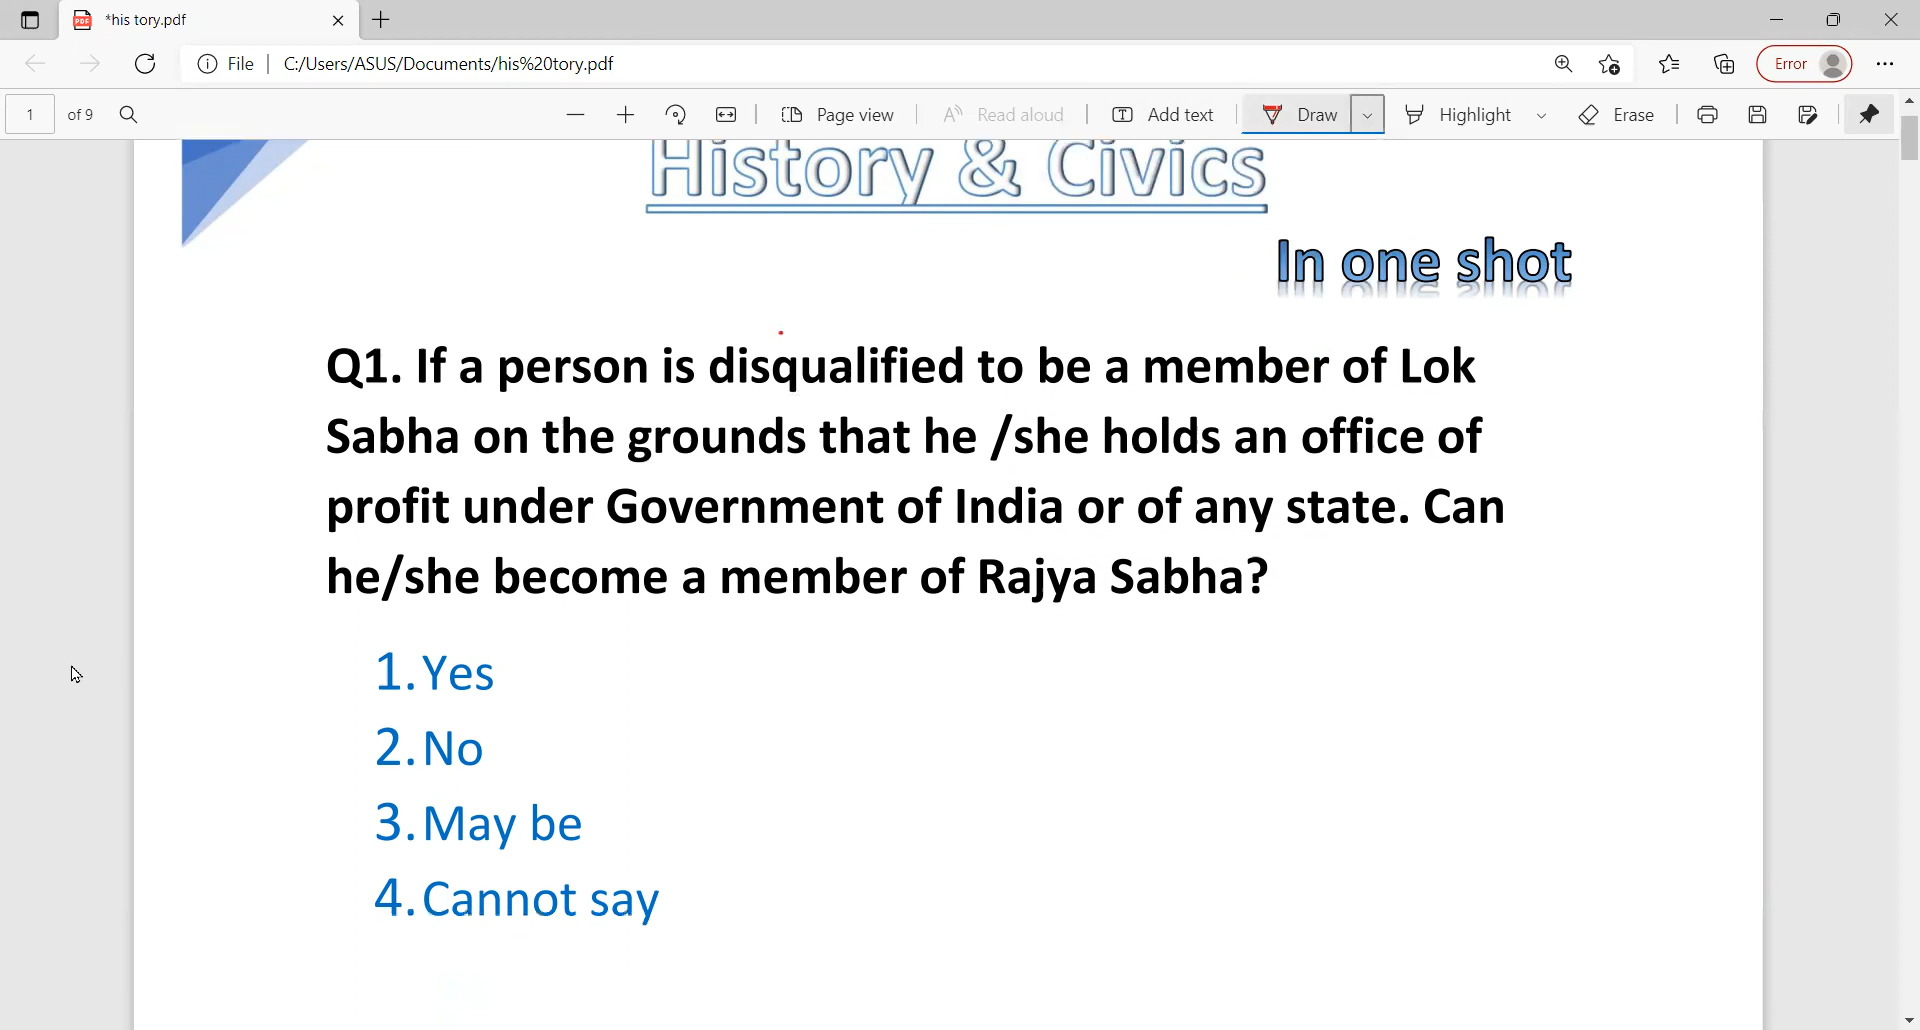 *his tory.pdf
File
C:/Users/ASUS/Documents/his%20tory.pdf
Error
1 of 9
Page view
Read aloud
Add text
Draw
Highlight
Erase
History & Civics
In one shot
Q1. If a person is disqualified to be a member of Lok
Sabha on the grounds that he /she holds an office of
profit under Government of India or of any state. Can
he/she become a member of Rajya Sabha?
1.Yes
2.No
3.May be
4.Cannot say